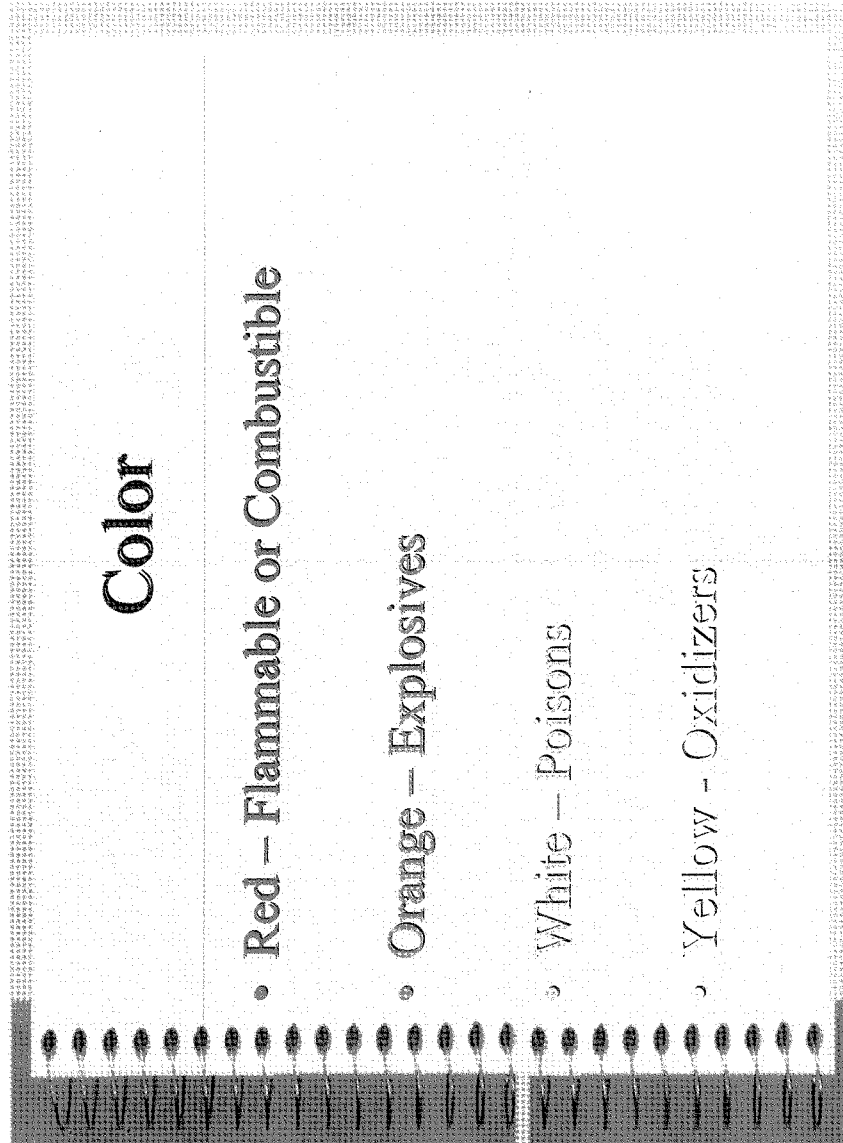 Color
• Red – Flammable or Combustible
• Orange – Explosives
• White – Poisons
• Yellow - Oxidizers